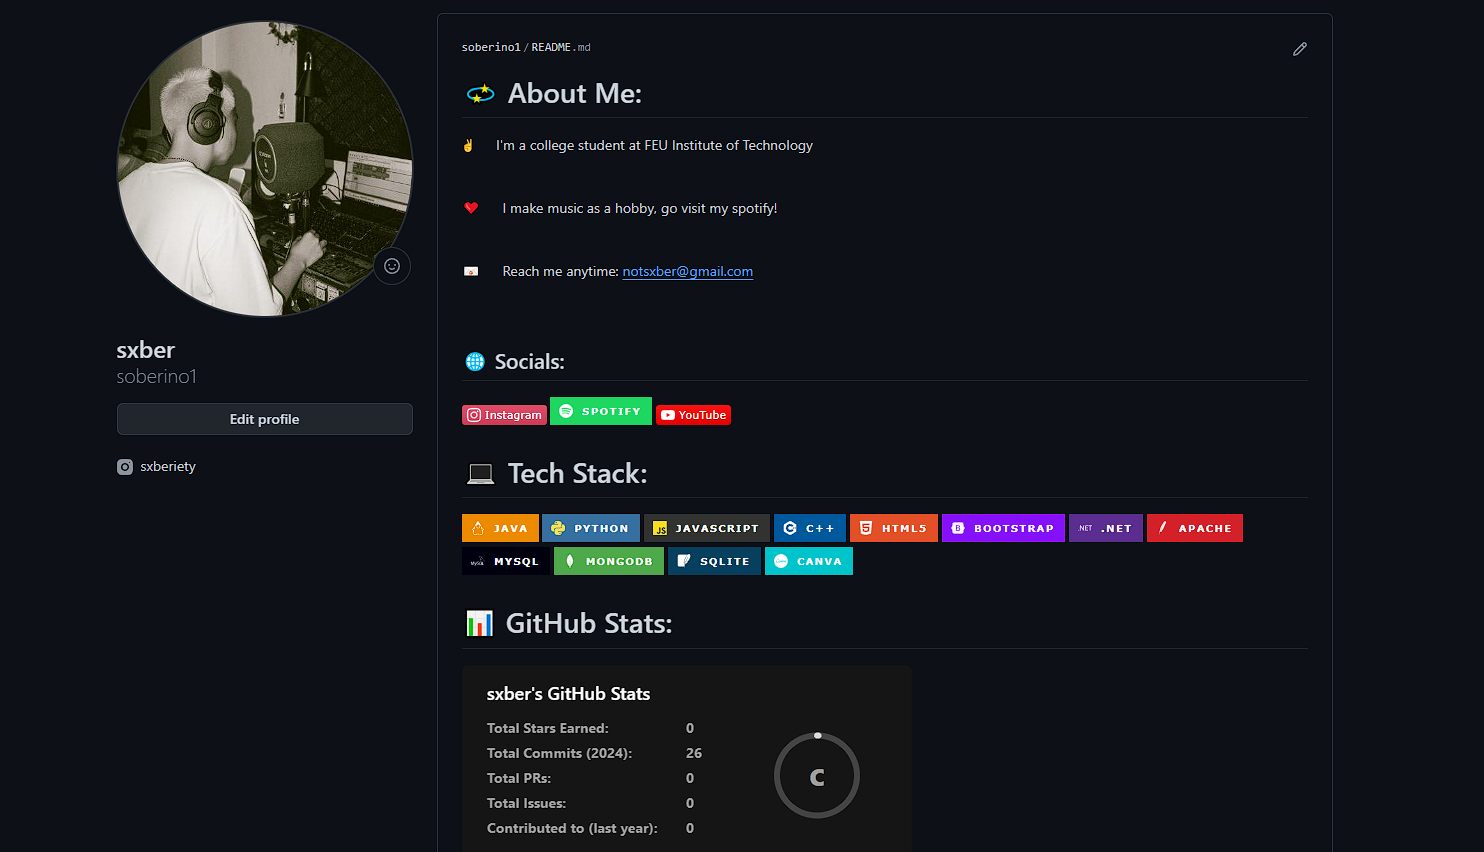 soberino1/README.md
About Me:
I'm a college student at FEU Institute of Technology
I make music as a hobby, go visit my spotify!
Reach me anytime: notsxber@gmail.com
sxber
soberino1
Edit profile
sxberiety
Socials:
Instagram SPOTIFY YouTube
Tech Stack:
JAVA PYTHON JS JAVASCRIPT C++ HTML5 B BOOTSTRAP .NET .NET APACHE
MySQL MYSQL MONGODB SQLITE CANVA
GitHub Stats:
sxber's GitHub Stats
Total Stars Earned: 0
Total Commits (2024): 26
Total PRs: 0
Total Issues: 0
Contributed to (last year): 0
C